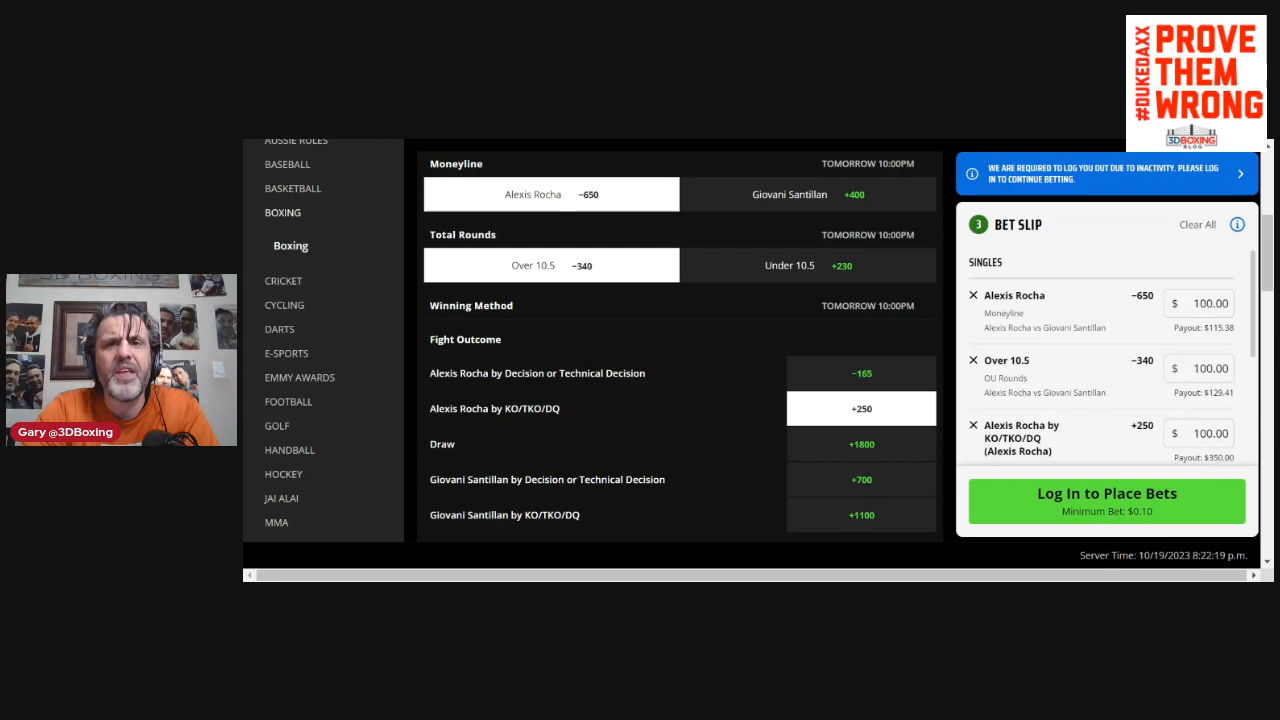 #DUKEDAXX
PROVE
THEM
WRONG
3DBOXING
BLOG
AUSSIE RULES
BASEBALL
BASKETBALL
BOXING
Boxing
CRICKET
CYCLING
DARTS
E-SPORTS
EMMY AWARDS
FOOTBALL
GOLF
HANDBALL
HOCKEY
JAI ALAI
MMA
Moneyline TOMORROW 10:00PM
Alexis Rocha −650 Giovani Santillan +400
Total Rounds TOMORROW 10:00PM
Over 10.5 −340 Under 10.5 +230
Winning Method TOMORROW 10:00PM
Fight Outcome
Alexis Rocha by Decision or Technical Decision −165
Alexis Rocha by KO/TKO/DQ +250
Draw +1800
Giovani Santillan by Decision or Technical Decision +700
Giovani Santillan by KO/TKO/DQ +1100
WE ARE REQUIRED TO LOG YOU OUT DUE TO INACTIVITY. PLEASE LOG
IN TO CONTINUE BETTING.
3 BET SLIP Clear All
SINGLES
Alexis Rocha −650 $ 100.00
Moneyline
Alexis Rocha vs Giovani Santillan Payout: $115.38
Over 10.5 −340 $ 100.00
OU Rounds
Alexis Rocha vs Giovani Santillan Payout: $129.41
Alexis Rocha by +250 $ 100.00
KO/TKO/DQ
(Alexis Rocha) Payout: $350.00
Log In to Place Bets
Minimum Bet: $0.10
Server Time: 10/19/2023 8:22:19 p.m.
Gary @3DBoxing